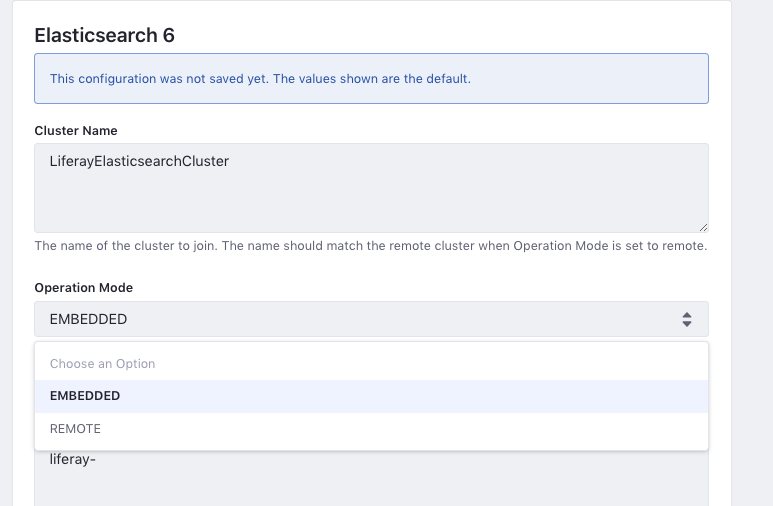 Elasticsearch 6
This configuration was not saved yet. The values shown are the default.
Cluster Name
LiferayElasticsearchCluster
The name of the cluster to join. The name should match the remote cluster when Operation Mode is set to remote.
Operation Mode
EMBEDDED
Choose an Option
EMBEDDED
REMOTE
liferay-